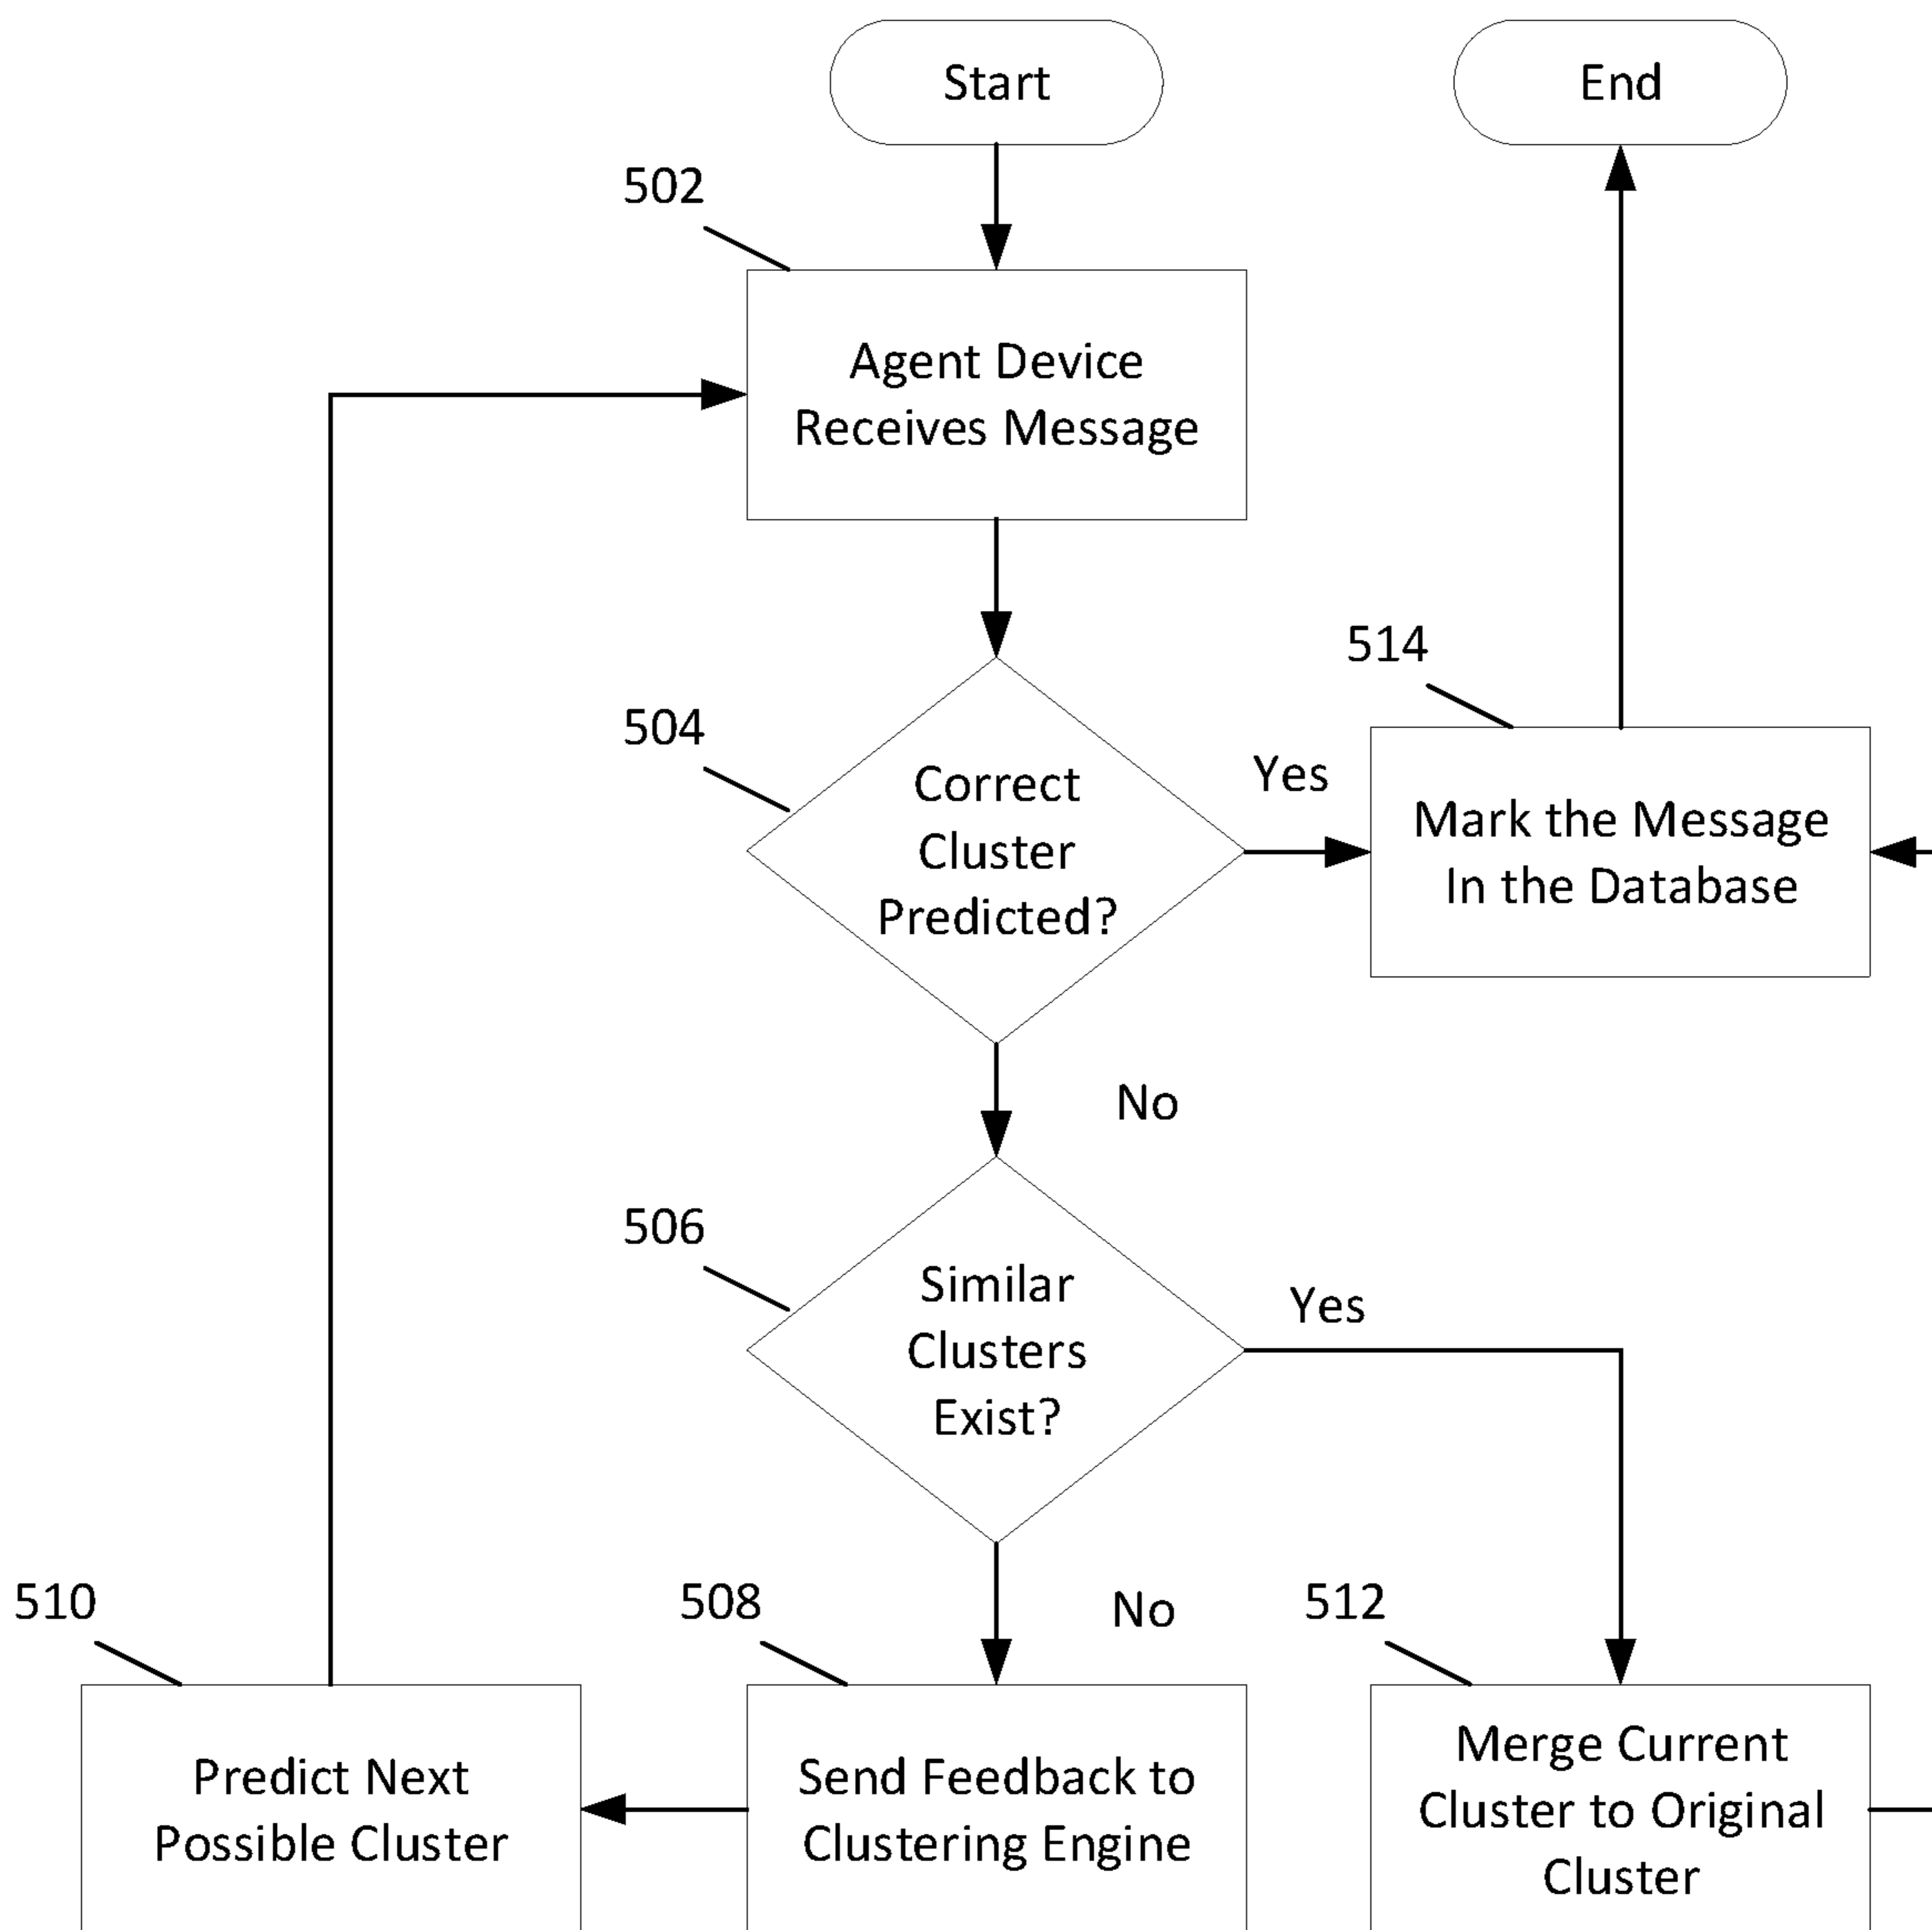 Start
End
502
Agent Device
Receives Message
504
Correct
Cluster
Predicted?
Yes
514
Mark the Message
In the Database
No
506
Similar
Clusters
Exist?
Yes
No
510
Predict Next
Possible Cluster
508
Send Feedback to
Clustering Engine
512
Merge Current
Cluster to Original
Cluster